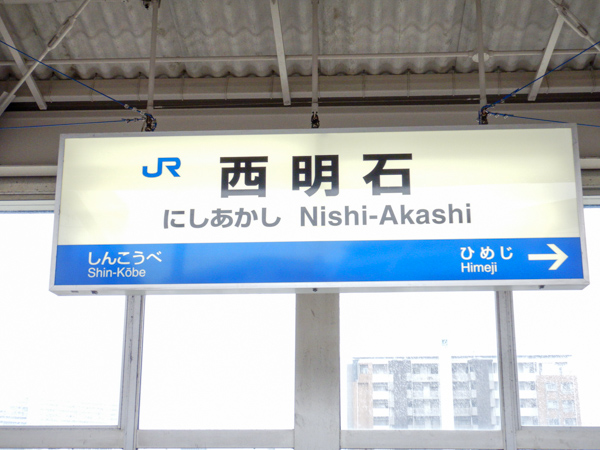 JR 西明石
にしあかし Nishi-Akashi
しんこうべ ひめじ →
Shin-Kōbe Himeji